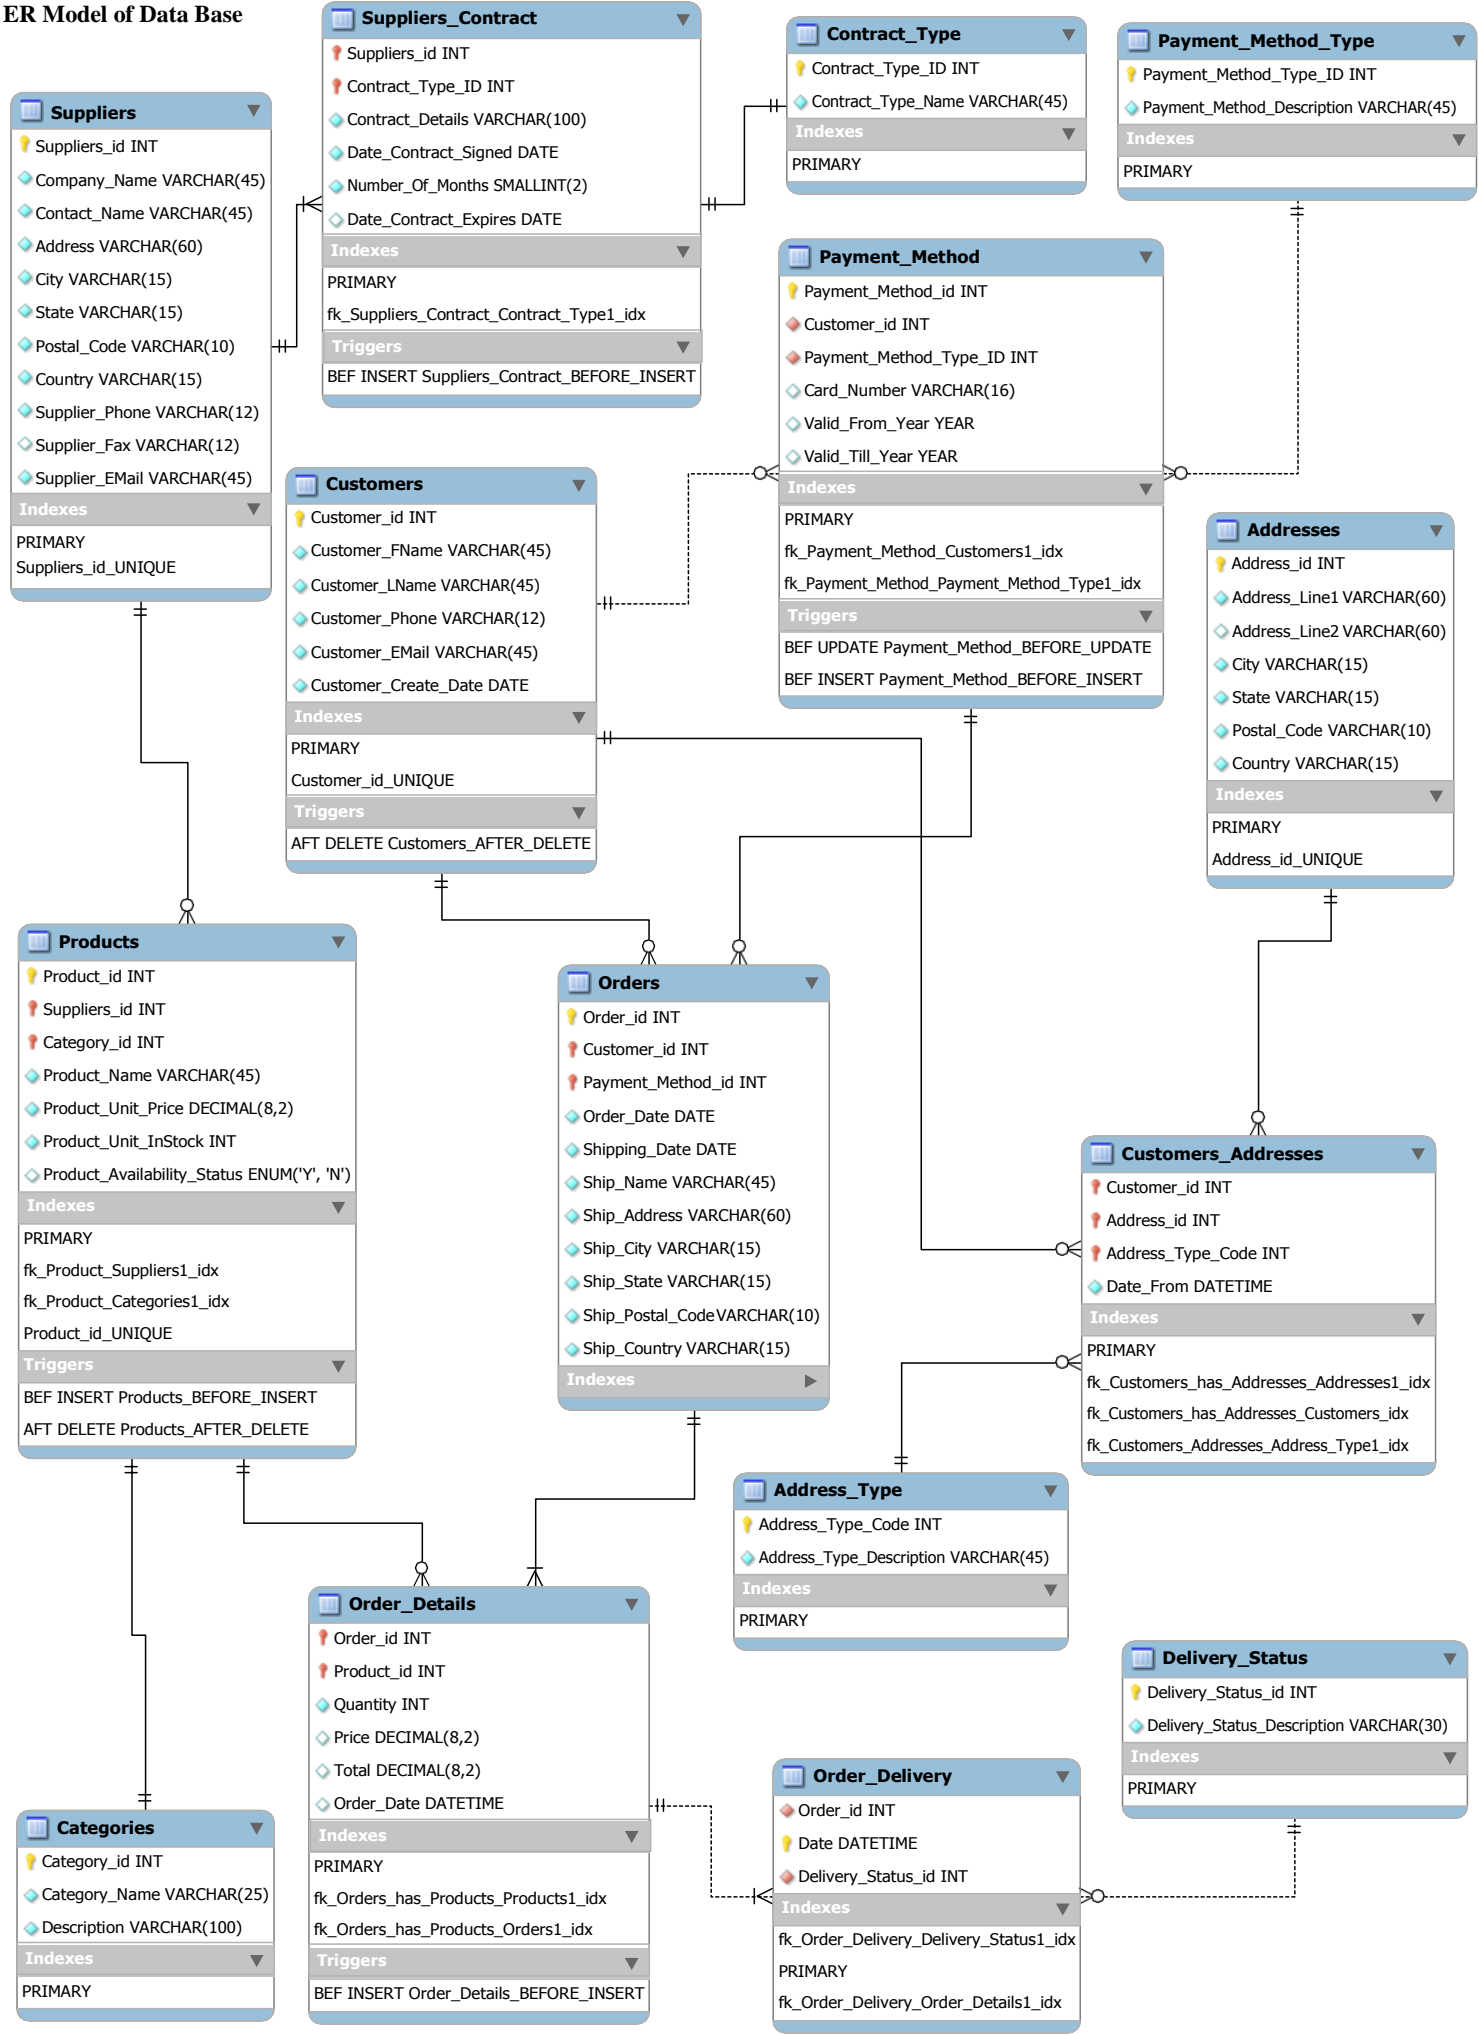 ER Model of Data Base
Suppliers_Contract
Suppliers_id INT
Contract_Type_ID INT
Contract_Details VARCHAR(100)
Date_Contract_Signed DATE
Number_Of_Months SMALLINT(2)
Date_Contract_Expires DATE
Indexes
PRIMARY
fk_Suppliers_Contract_Contract_Type1_idx
Triggers
BEF INSERT Suppliers_Contract_BEFORE_INSERT
Contract_Type
Contract_Type_ID INT
Contract_Type_Name VARCHAR(45)
Indexes
PRIMARY
Payment_Method_Type
Payment_Method_Type_ID INT
Payment_Method_Description VARCHAR(45)
Indexes
PRIMARY
Suppliers
Suppliers_id INT
Company_Name VARCHAR(45)
Contact_Name VARCHAR(45)
Address VARCHAR(60)
City VARCHAR(15)
State VARCHAR(15)
Postal_Code VARCHAR(10)
Country VARCHAR(15)
Supplier_Phone VARCHAR(12)
Supplier_Fax VARCHAR(12)
Supplier_EMail VARCHAR(45)
Indexes
PRIMARY
Suppliers_id_UNIQUE
Payment_Method
Payment_Method_id INT
Customer_id INT
Payment_Method_Type_ID INT
Card_Number VARCHAR(16)
Valid_From_Year YEAR
Valid_Till_Year YEAR
Indexes
PRIMARY
fk_Payment_Method_Customers1_idx
fk_Payment_Method_Payment_Method_Type1_idx
Triggers
BEF UPDATE Payment_Method_BEFORE_UPDATE
BEF INSERT Payment_Method_BEFORE_INSERT
Customers
Customer_id INT
Customer_FName VARCHAR(45)
Customer_LName VARCHAR(45)
Customer_Phone VARCHAR(12)
Customer_EMail VARCHAR(45)
Customer_Create_Date DATE
Indexes
PRIMARY
Customer_id_UNIQUE
Triggers
AFT DELETE Customers_AFTER_DELETE
Addresses
Address_id INT
Address_Line1 VARCHAR(60)
Address_Line2 VARCHAR(60)
City VARCHAR(15)
State VARCHAR(15)
Postal_Code VARCHAR(10)
Country VARCHAR(15)
Indexes
PRIMARY
Address_id_UNIQUE
Products
Product_id INT
Suppliers_id INT
Category_id INT
Product_Name VARCHAR(45)
Product_Unit_Price DECIMAL(8,2)
Product_Unit_InStock INT
Product_Availability_Status ENUM('Y', 'N')
Indexes
PRIMARY
fk_Product_Suppliers1_idx
fk_Product_Categories1_idx
Product_id_UNIQUE
Triggers
BEF INSERT Products_BEFORE_INSERT
AFT DELETE Products_AFTER_DELETE
Orders
Order_id INT
Customer_id INT
Payment_Method_id INT
Order_Date DATE
Shipping_Date DATE
Ship_Name VARCHAR(45)
Ship_Address VARCHAR(60)
Ship_City VARCHAR(15)
Ship_State VARCHAR(15)
Ship_Postal_Code VARCHAR(10)
Ship_Country VARCHAR(15)
Indexes
Customers_Addresses
Customer_id INT
Address_id INT
Address_Type_Code INT
Date_From DATETIME
Indexes
PRIMARY
fk_Customers_has_Addresses_Addresses1_idx
fk_Customers_has_Addresses_Customers_idx
fk_Customers_Addresses_Address_Type1_idx
Address_Type
Address_Type_Code INT
Address_Type_Description VARCHAR(45)
Indexes
PRIMARY
Order_Details
Order_id INT
Product_id INT
Quantity INT
Price DECIMAL(8,2)
Total DECIMAL(8,2)
Order_Date DATETIME
Indexes
PRIMARY
fk_Orders_has_Products_Products1_idx
fk_Orders_has_Products_Orders1_idx
Triggers
BEF INSERT Order_Details_BEFORE_INSERT
Delivery_Status
Delivery_Status_id INT
Delivery_Status_Description VARCHAR(30)
Indexes
PRIMARY
Order_Delivery
Order_id INT
Date DATETIME
Delivery_Status_id INT
Indexes
fk_Order_Delivery_Delivery_Status1_idx
PRIMARY
fk_Order_Delivery_Order_Details1_idx
Categories
Category_id INT
Category_Name VARCHAR(25)
Description VARCHAR(100)
Indexes
PRIMARY